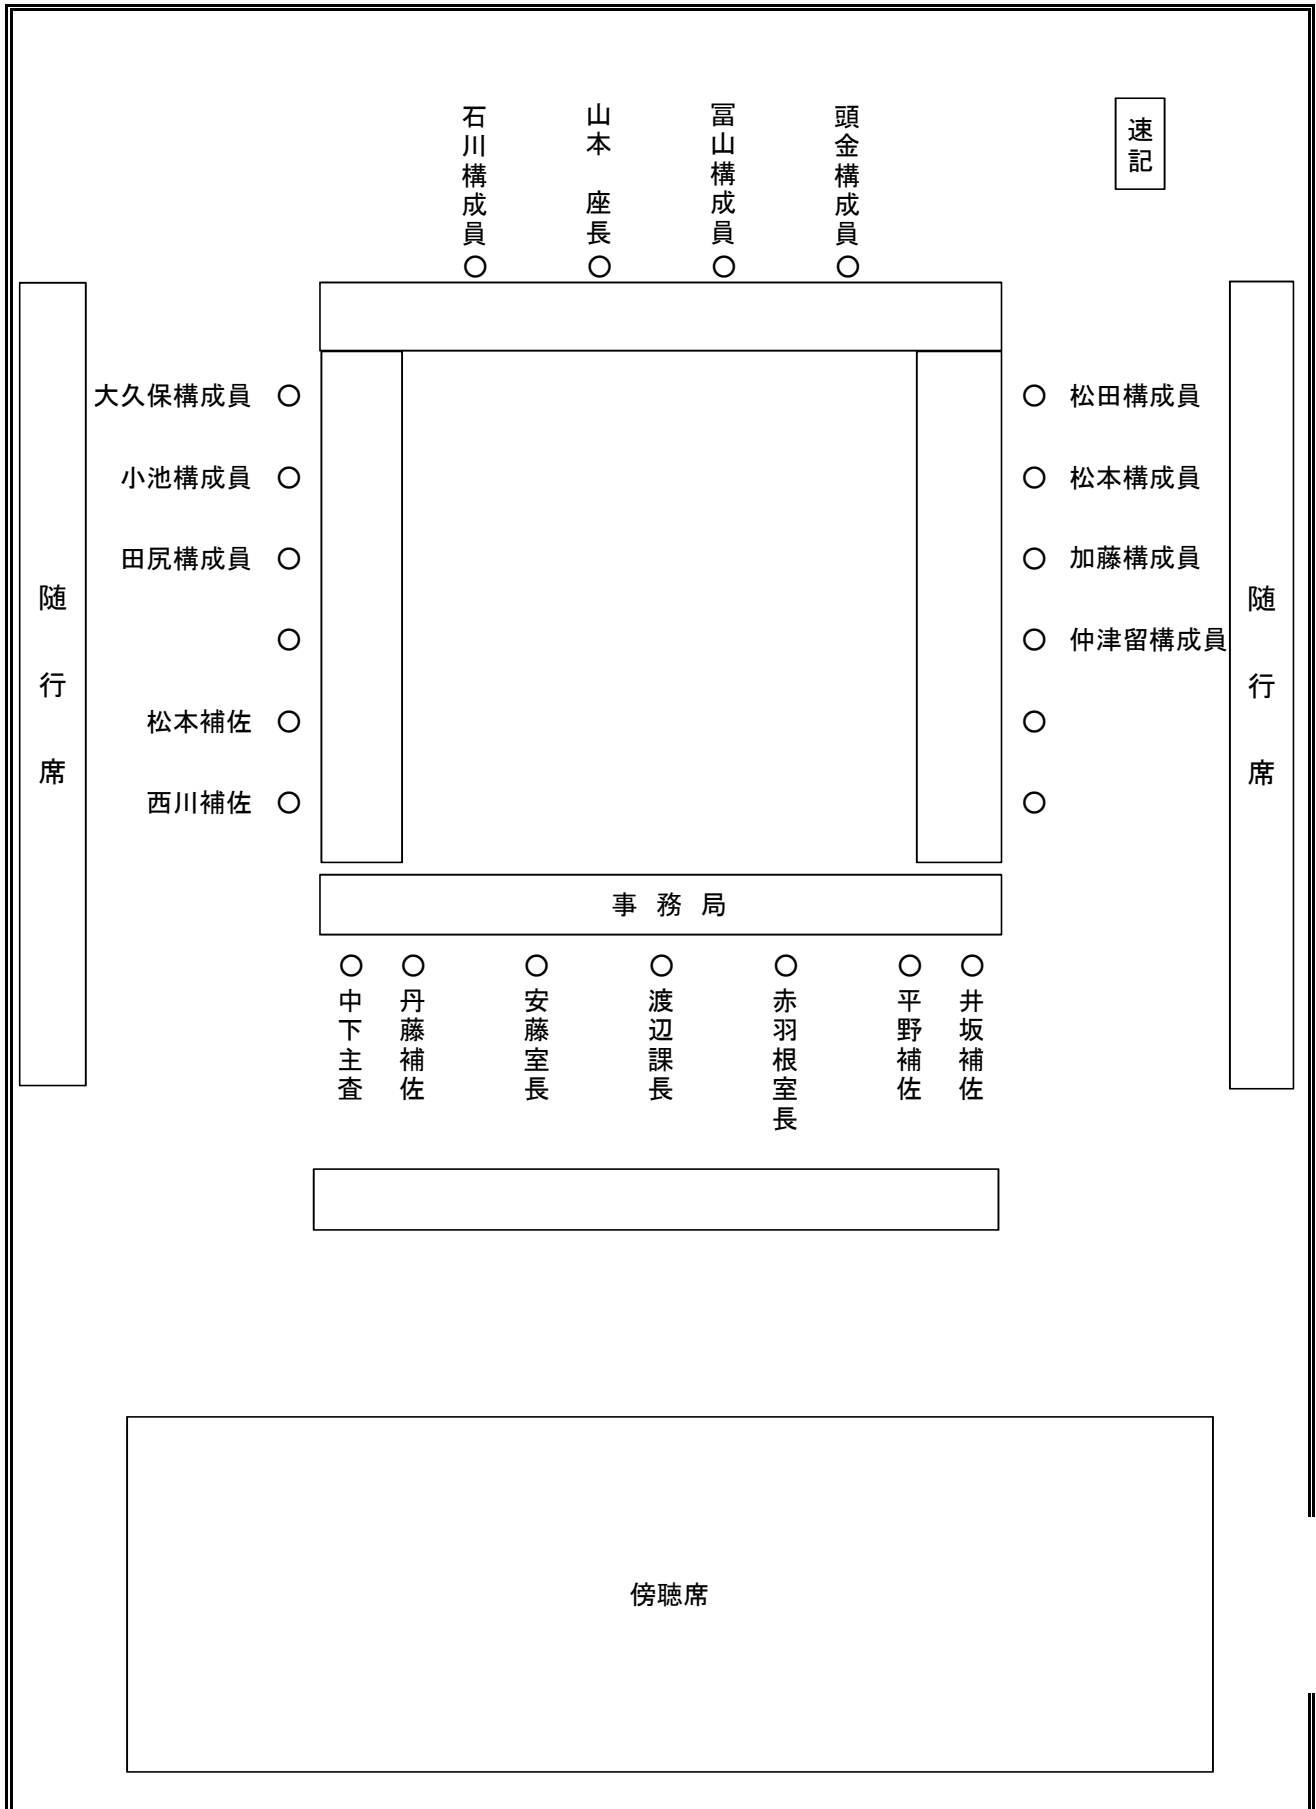 石川構成員
山本　座長
冨山構成員
頭金構成員
速記
大久保構成員
小池構成員
田尻構成員
松本補佐
西川補佐
松田構成員
松本構成員
加藤構成員
仲津留構成員
随行席
随行席
事務局
中下主査
丹藤補佐
安藤室長
渡辺課長
赤羽根室長
平野補佐
井坂補佐
傍聴席